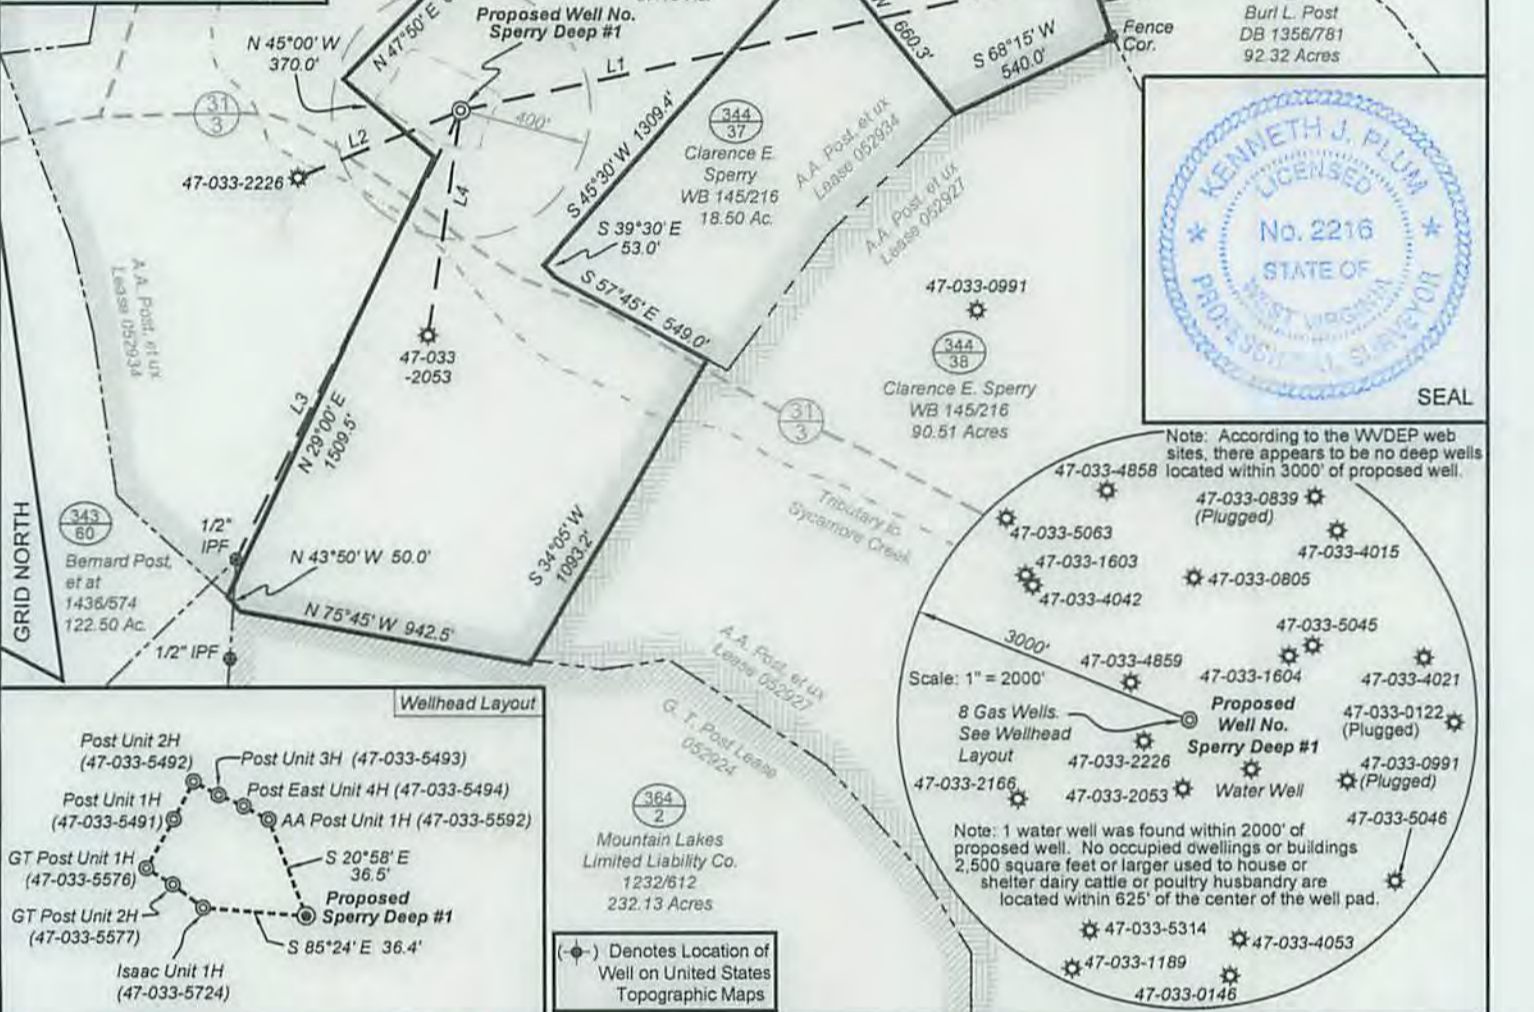 Proposed Well No.
Sperry Deep #1
N 47°50' E
N 45°00' W
370.0'
L1
660.3'
S 68°15' W
540.0'
Fence
Cor.
Burl L. Post
DB 1356/781
92.32 Acres
31
3
400'
L2
47-033-2226
L4
S 45°30' W 1309.4'
344
37
Clarence E.
Sperry
WB 145/216
18.50 Ac.
A.A. Post, et ux
Lease 052934
A.A. Post, et ux
Lease 052927
S 39°30' E
53.0'
S 57°45' E 549.0'
A.A. Post, et ux
Lease 052934
47-033
-2053
47-033-0991
344
38
Clarence E. Sperry
WB 145/216
90.51 Acres
31
3
L3
N 29°00' E
1509.5'
Tributary to
Sycamore Creek
S 34°05' W
1093.2'
GRID NORTH
343
60
Bernard Post,
et at
1436/574
122.50 Ac.
1/2"
IPF
N 43°50' W 50.0'
N 75°45' W 942.5'
1/2" IPF
A.A. Post, et ux
Lease 052927
G. T. Post Lease
052924
364
2
Mountain Lakes
Limited Liability Co.
1232/612
232.13 Acres
KENNETH J. PLUM
LICENSED
No. 2216
STATE OF
WEST VIRGINIA
PROFESSIONAL SURVEYOR
SEAL
Note: According to the WVDEP web
sites, there appears to be no deep wells
located within 3000' of proposed well.
47-033-4858
47-033-0839
(Plugged)
47-033-5063
47-033-4015
47-033-1603
47-033-0805
47-033-4042
3000'
47-033-5045
47-033-4859
47-033-1604
47-033-4021
Scale: 1" = 2000'
8 Gas Wells.
See Wellhead
Layout
Proposed
Well No.
Sperry Deep #1
47-033-0122
(Plugged)
47-033-2226
47-033-0991
(Plugged)
47-033-2166
47-033-2053
Water Well
47-033-5046
Note: 1 water well was found within 2000' of
proposed well. No occupied dwellings or buildings
2,500 square feet or larger used to house or
shelter dairy cattle or poultry husbandry are
located within 625' of the center of the well pad.
47-033-5314
47-033-4053
47-033-1189
47-033-0146
Wellhead Layout
Post Unit 2H
(47-033-5492)
Post Unit 3H (47-033-5493)
Post East Unit 4H (47-033-5494)
Post Unit 1H
(47-033-5491)
AA Post Unit 1H (47-033-5592)
GT Post Unit 1H
(47-033-5576)
S 20°58' E
36.5'
Proposed
Sperry Deep #1
GT Post Unit 2H
(47-033-5577)
S 85°24' E 36.4'
Isaac Unit 1H
(47-033-5724)
Denotes Location of
Well on United States
Topographic Maps